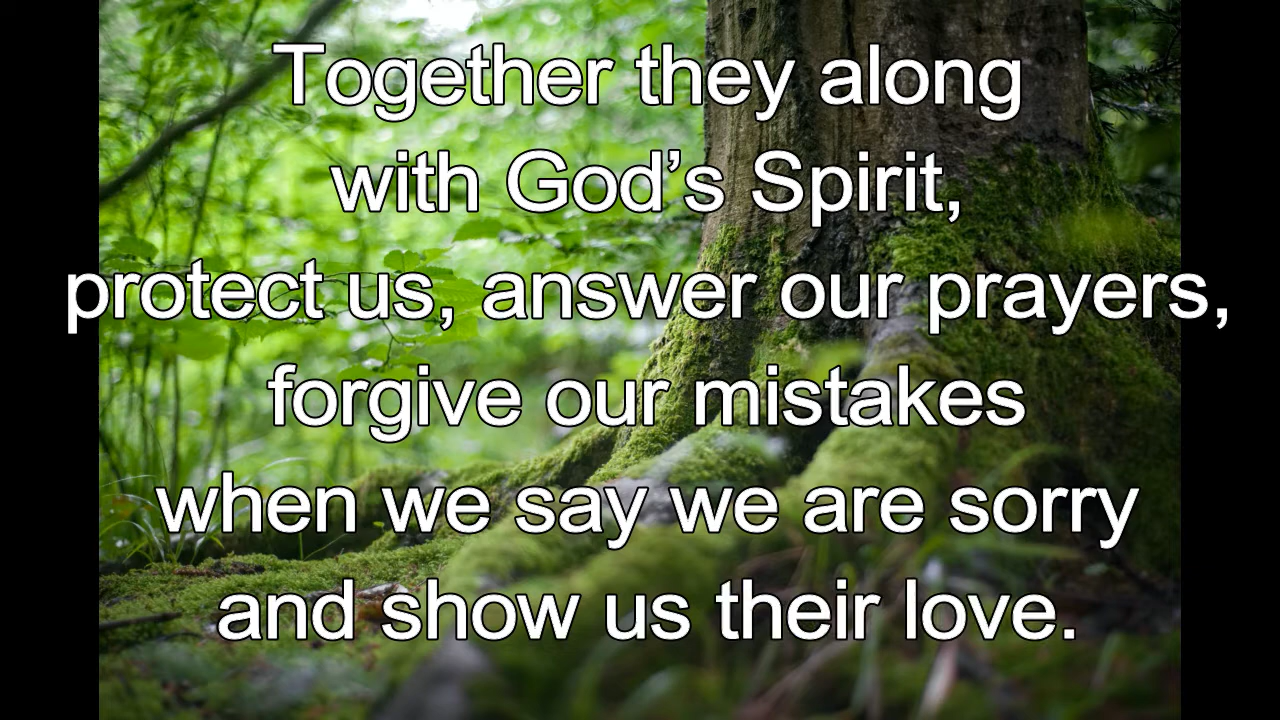 Together they along
with God’s Spirit,
protect us, answer our prayers,
forgive our mistakes
when we say we are sorry
and show us their love.